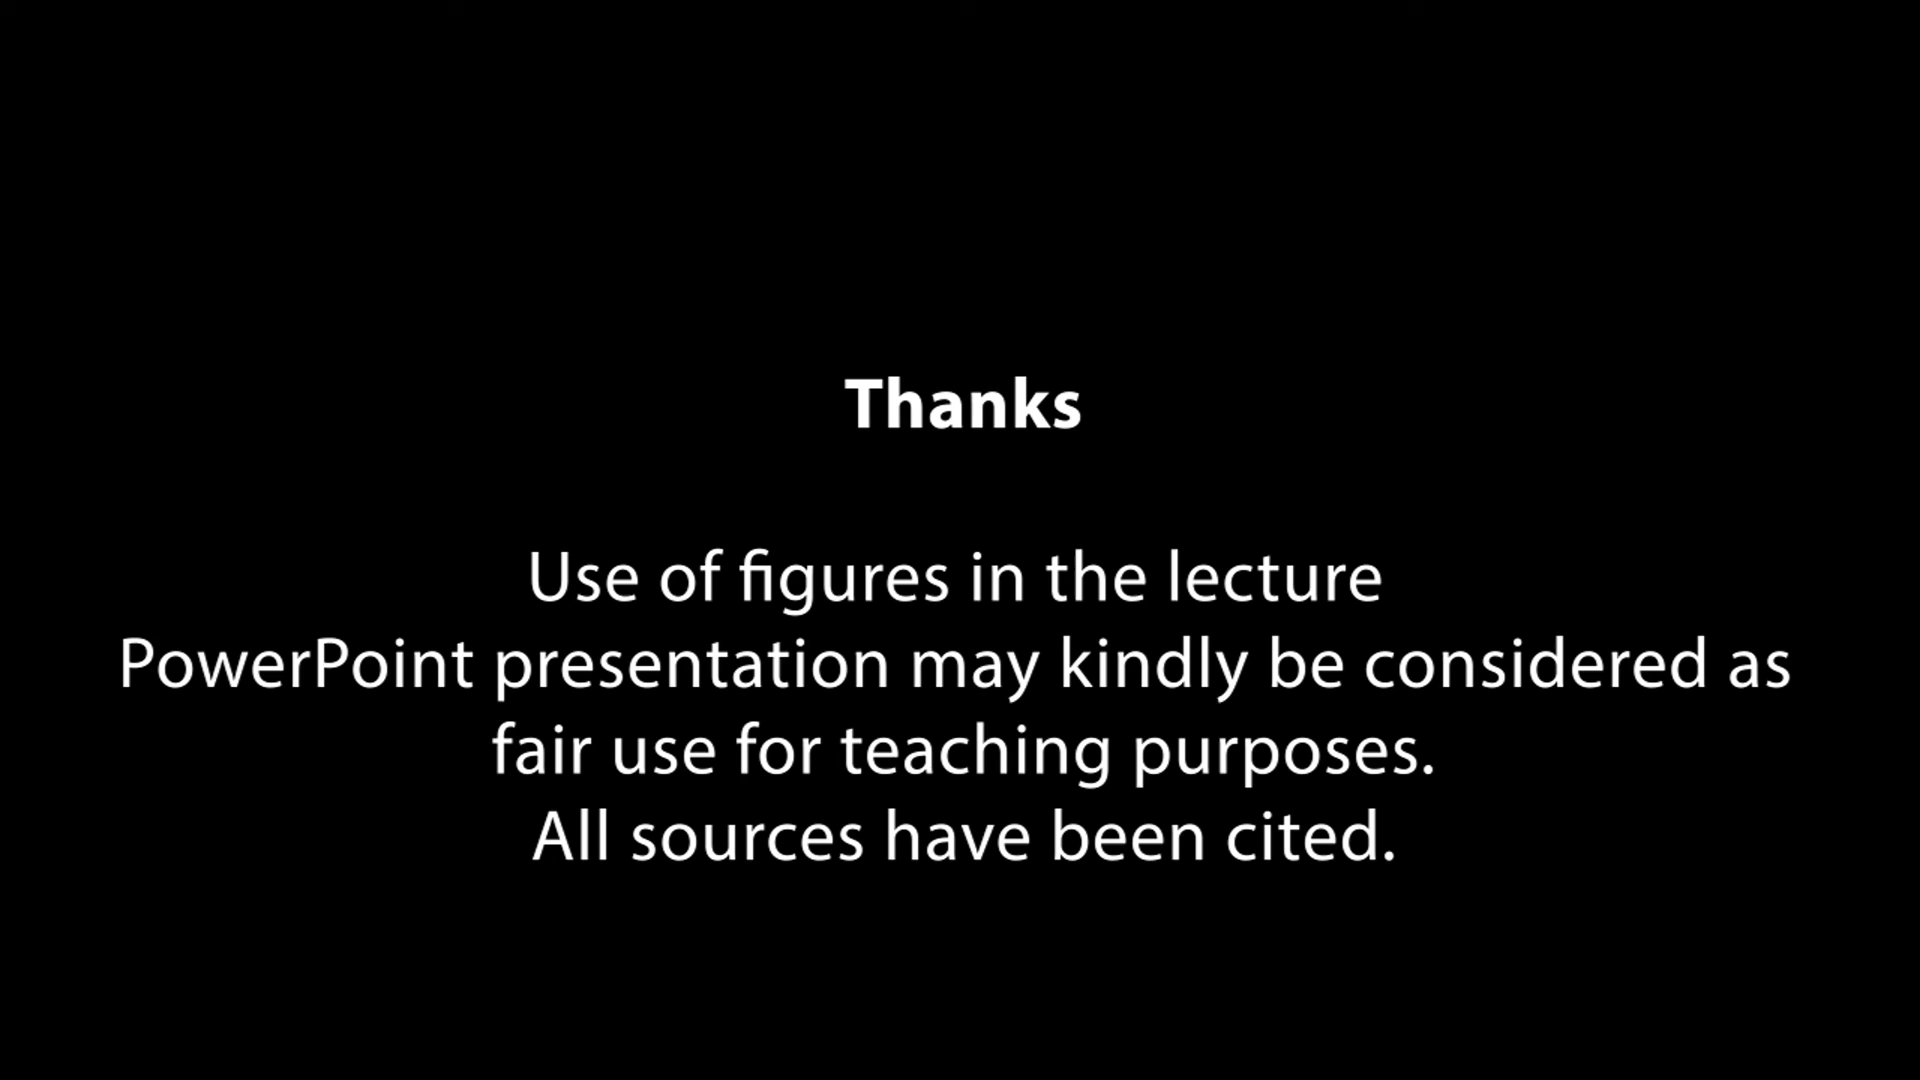 Thanks
Use of figures in the lecture
PowerPoint presentation may kindly be considered as
fair use for teaching purposes.
All sources have been cited.